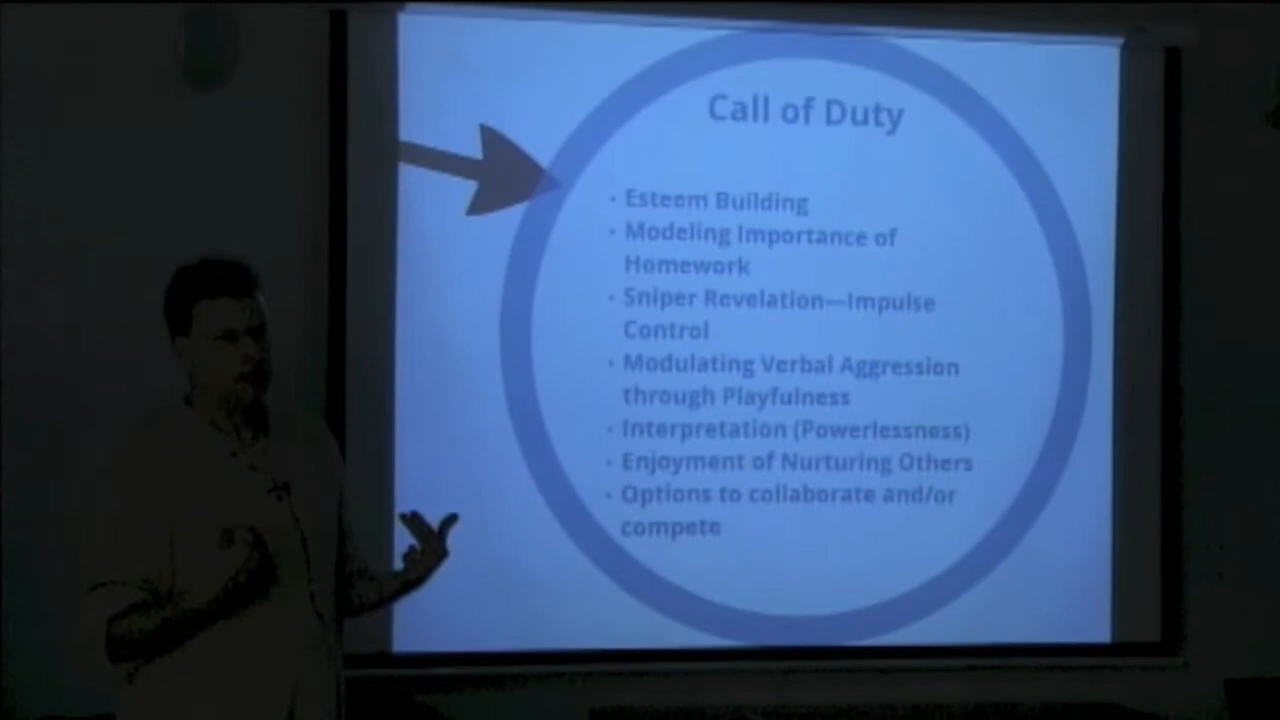 Call of Duty
· Esteem Building
· Modeling Importance of
Homework
· Sniper Revelation—Impulse
Control
· Modulating Verbal Aggression
through Playfulness
· Interpretation (Powerlessness)
· Enjoyment of Nurturing Others
· Options to collaborate and/or
compete